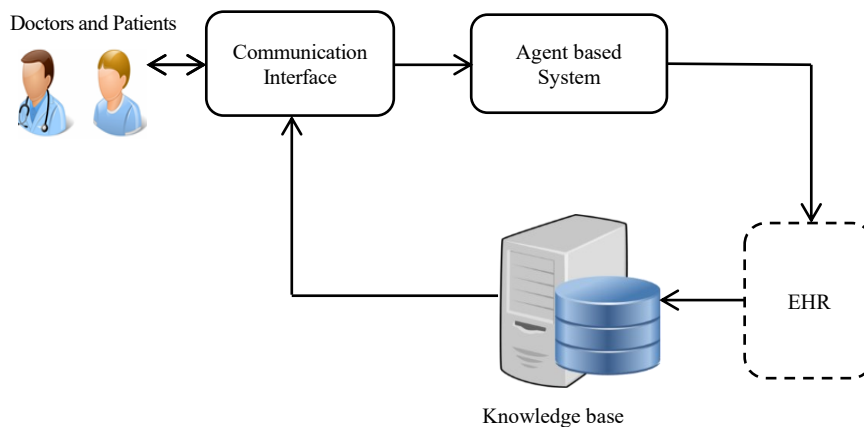 Doctors and Patients
Communication
Interface
Agent based
System
EHR
Knowledge base